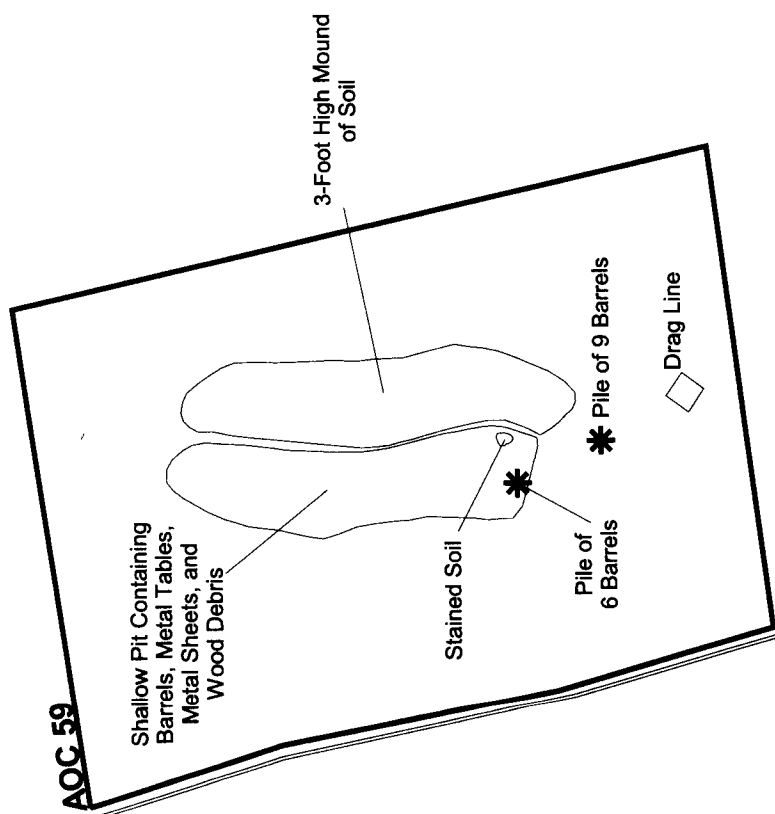 AOC 59
Shallow Pit Containing
Barrels, Metal Tables,
Metal Sheets, and
Wood Debris
3-Foot High Mound
of Soil
Stained Soil
Pile of
6 Barrels
Pile of 9 Barrels
Drag Line